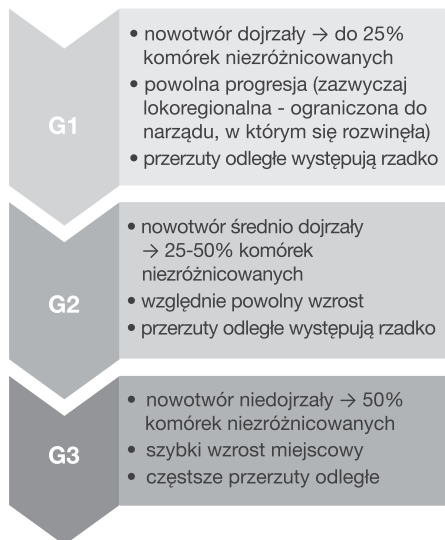 G1
• nowotwór dojrzały → do 25%
komórek niezróżnicowanych
• powolna progresja (zazwyczaj
lokoregionalna - ograniczona do
narządu, w którym się rozwinęła)
• przerzuty odległe występują rzadko
G2
• nowotwór średnio dojrzały
→ 25-50% komórek
niezróżnicowanych
• względnie powolny wzrost
• przerzuty odległe występują rzadko
G3
• nowotwór niedojrzały → 50%
komórek niezróżnicowanych
• szybki wzrost miejscowy
• częstsze przerzuty odległe